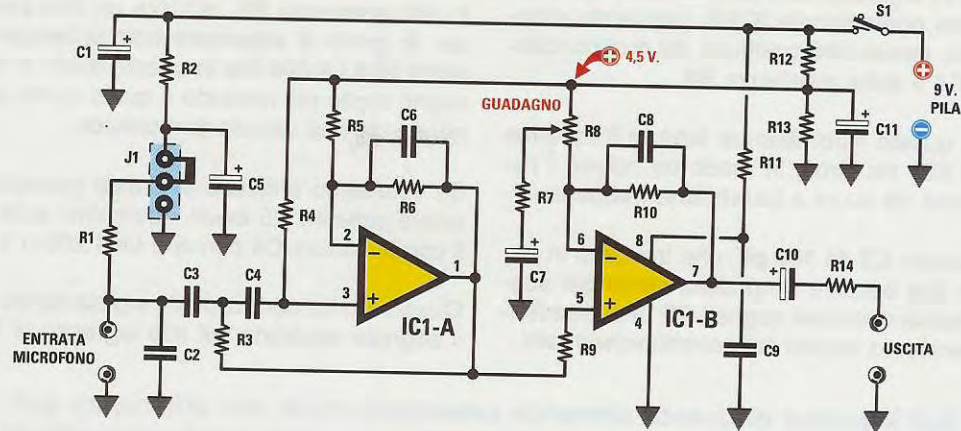 S1
C1
+
R2
R12
4,5 V.
9 V.
PILA
GUADAGNO
R5
C6
R8
C8
R13
+
C11
J1
+
C5
R6
R4
R7
R10
R11
R1
2
−
1
6
−
8
7
+
C7
C10
+
R14
C3
C4
3
+
5
+
4
IC1-A
IC1-B
ENTRATA
MICROFONO
C2
R3
R9
C9
USCITA